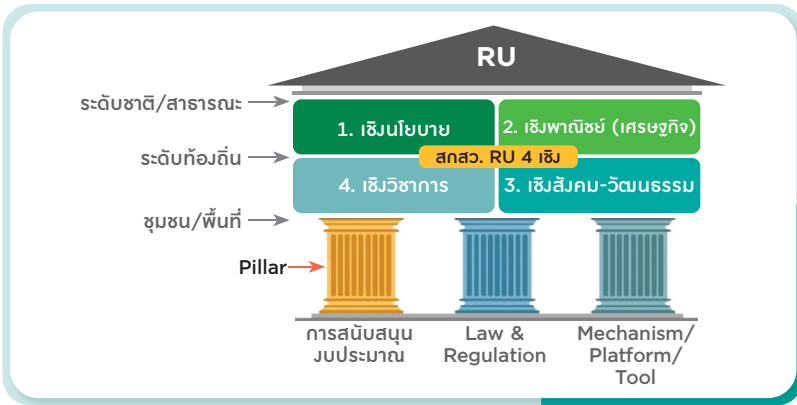 RU
ระดับชาติ/สาธารณะ
1. เชิงนโยบาย
2. เชิงพาณิชย์ (เศรษฐกิจ)
สกสว. RU 4 เชิง
ระดับท้องถิ่น
4. เชิงวิชาการ
3. เชิงสังคม-วัฒนธรรม
ชุมชน/พื้นที่
Pillar
การสนับสนุน
งบประมาณ
Law &
Regulation
Mechanism/
Platform/
Tool